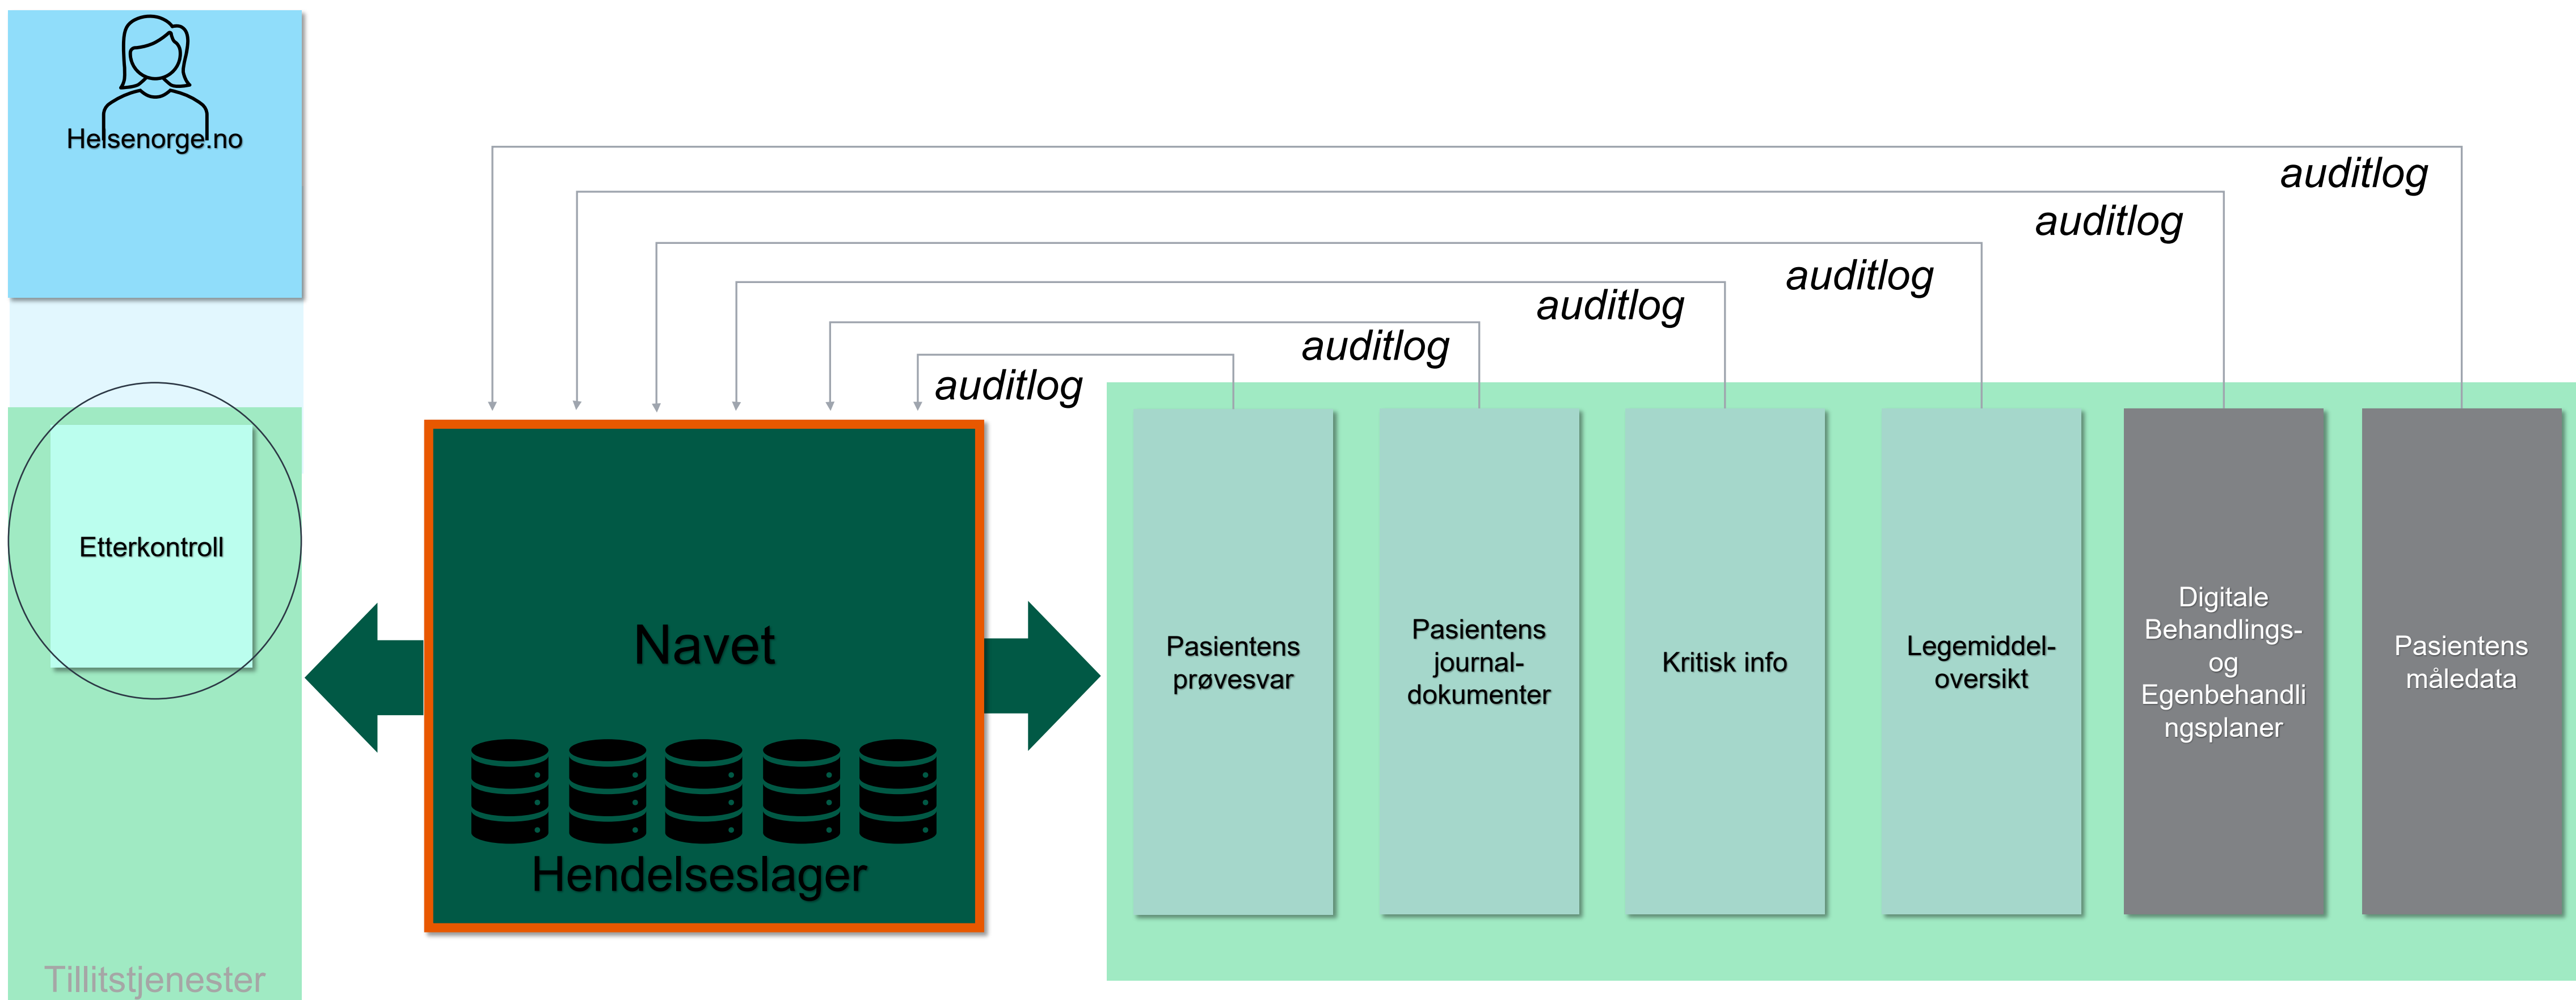 Helsenorge.no
auditlog
auditlog
auditlog
auditlog
auditlog
auditlog
Etterkontroll
Tillitstjenester
Navet
Hendelseslager
Pasientens
prøvesvar
Pasientens
journal-
dokumenter
Kritisk info
Legemiddel-
oversikt
Digitale
Behandlings-
og
Egenbehandli
ngsplaner
Pasientens
måledata